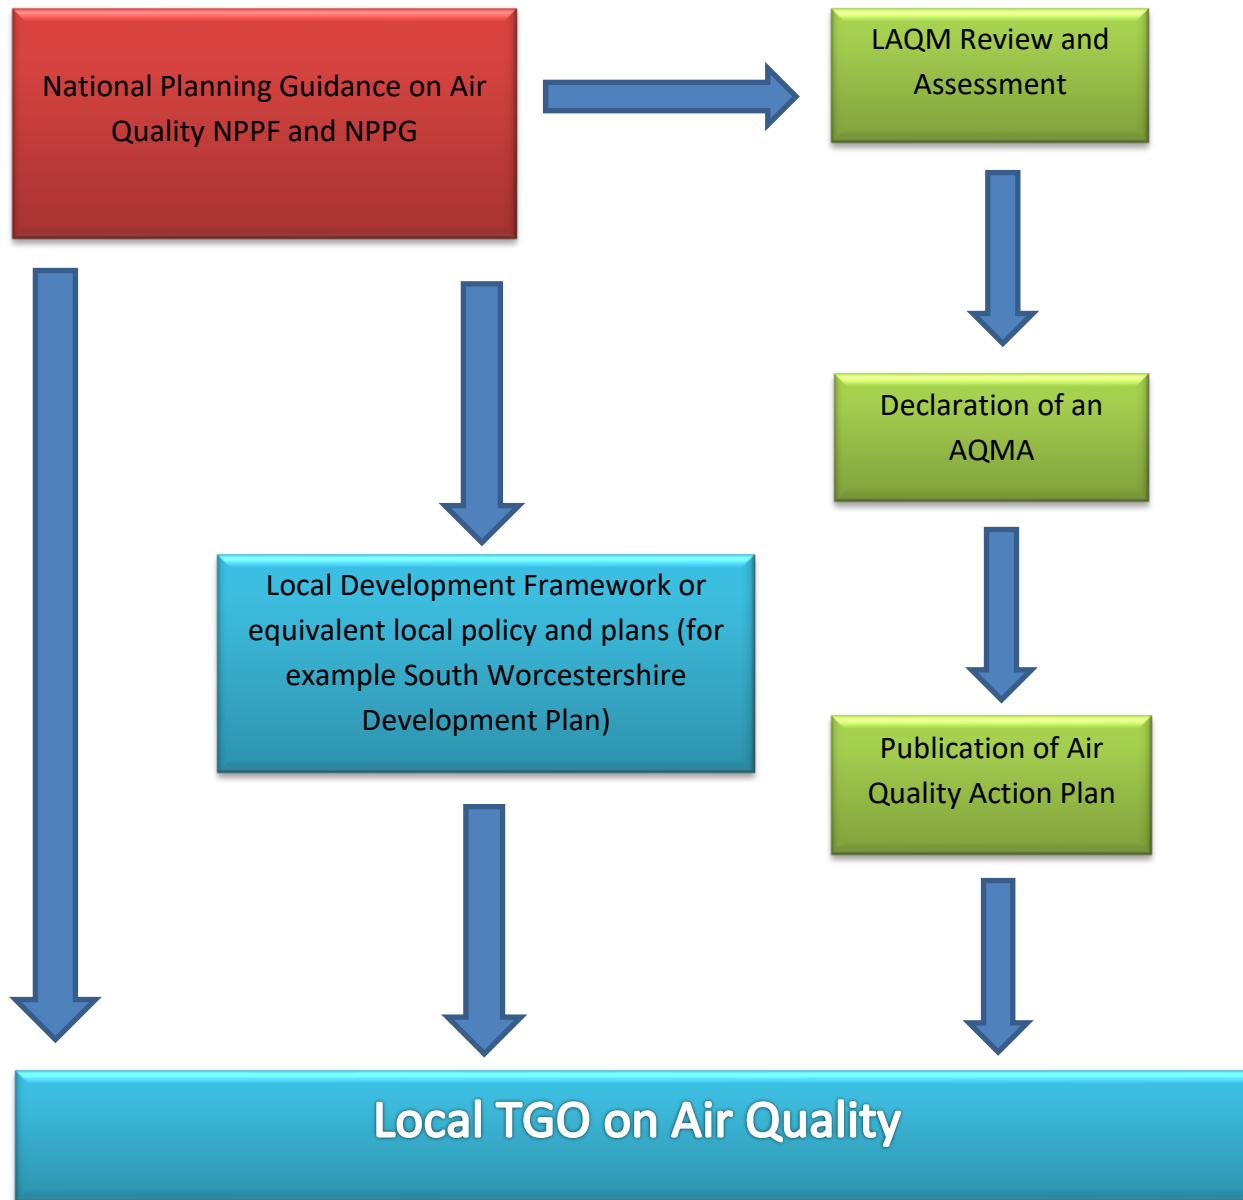 National Planning Guidance on Air
Quality NPPF and NPPG
LAQM Review and
Assessment
Declaration of an
AQMA
Local Development Framework or
equivalent local policy and plans (for
example South Worcestershire
Development Plan)
Publication of Air
Quality Action Plan
Local TGO on Air Quality